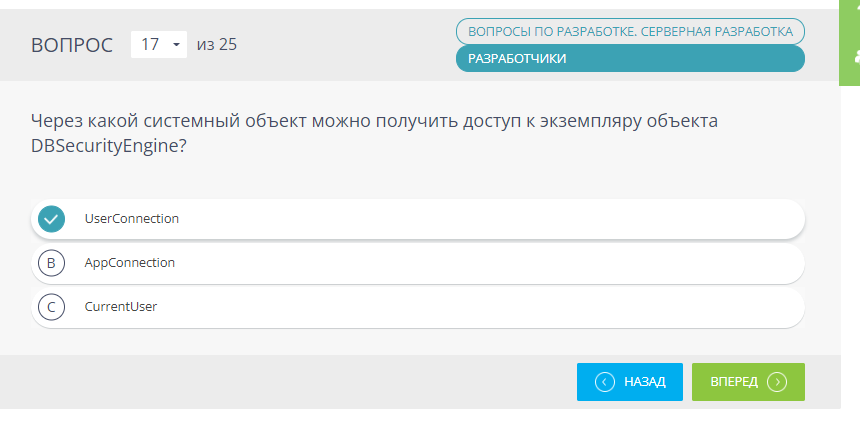 ВОПРОС 17 из 25
ВОПРОСЫ ПО РАЗРАБОТКЕ. СЕРВЕРНАЯ РАЗРАБОТКА
РАЗРАБОТЧИКИ
Через какой системный объект можно получить доступ к экземпляру объекта
DBSecurityEngine?
UserConnection
B AppConnection
C CurrentUser
НАЗАД ВПЕРЕД